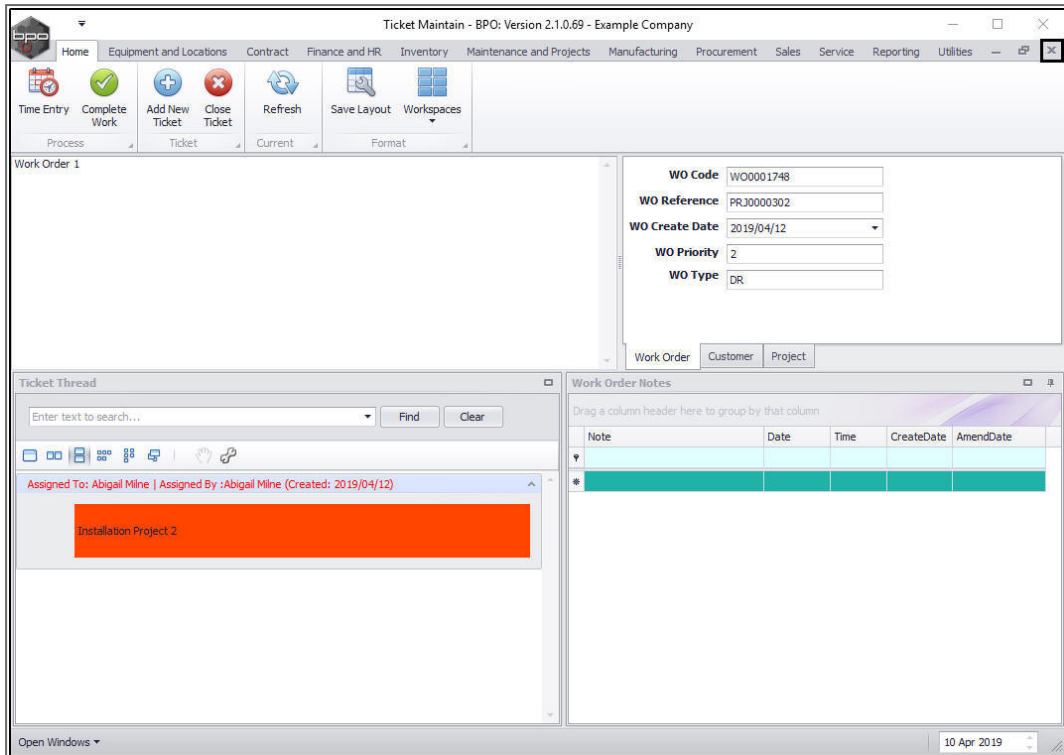 Ticket Maintain - BPO: Version 2.1.0.69 - Example Company
bpo
Home Equipment and Locations Contract Finance and HR Inventory Maintenance and Projects Manufacturing Procurement Sales Service Reporting Utilities
Time Entry Complete Work Add New Ticket Close Ticket Refresh Save Layout Workspaces
Process Ticket Current Format
Work Order 1
WO Code WO0001748
WO Reference PRJ0000302
WO Create Date 2019/04/12
WO Priority 2
WO Type DR
Work Order Customer Project
Ticket Thread
Enter text to search... Find Clear
Assigned To: Abigail Milne | Assigned By :Abigail Milne (Created: 2019/04/12)
Installation Project 2
Work Order Notes
Drag a column header here to group by that column
Note Date Time CreateDate AmendDate
Open Windows 10 Apr 2019